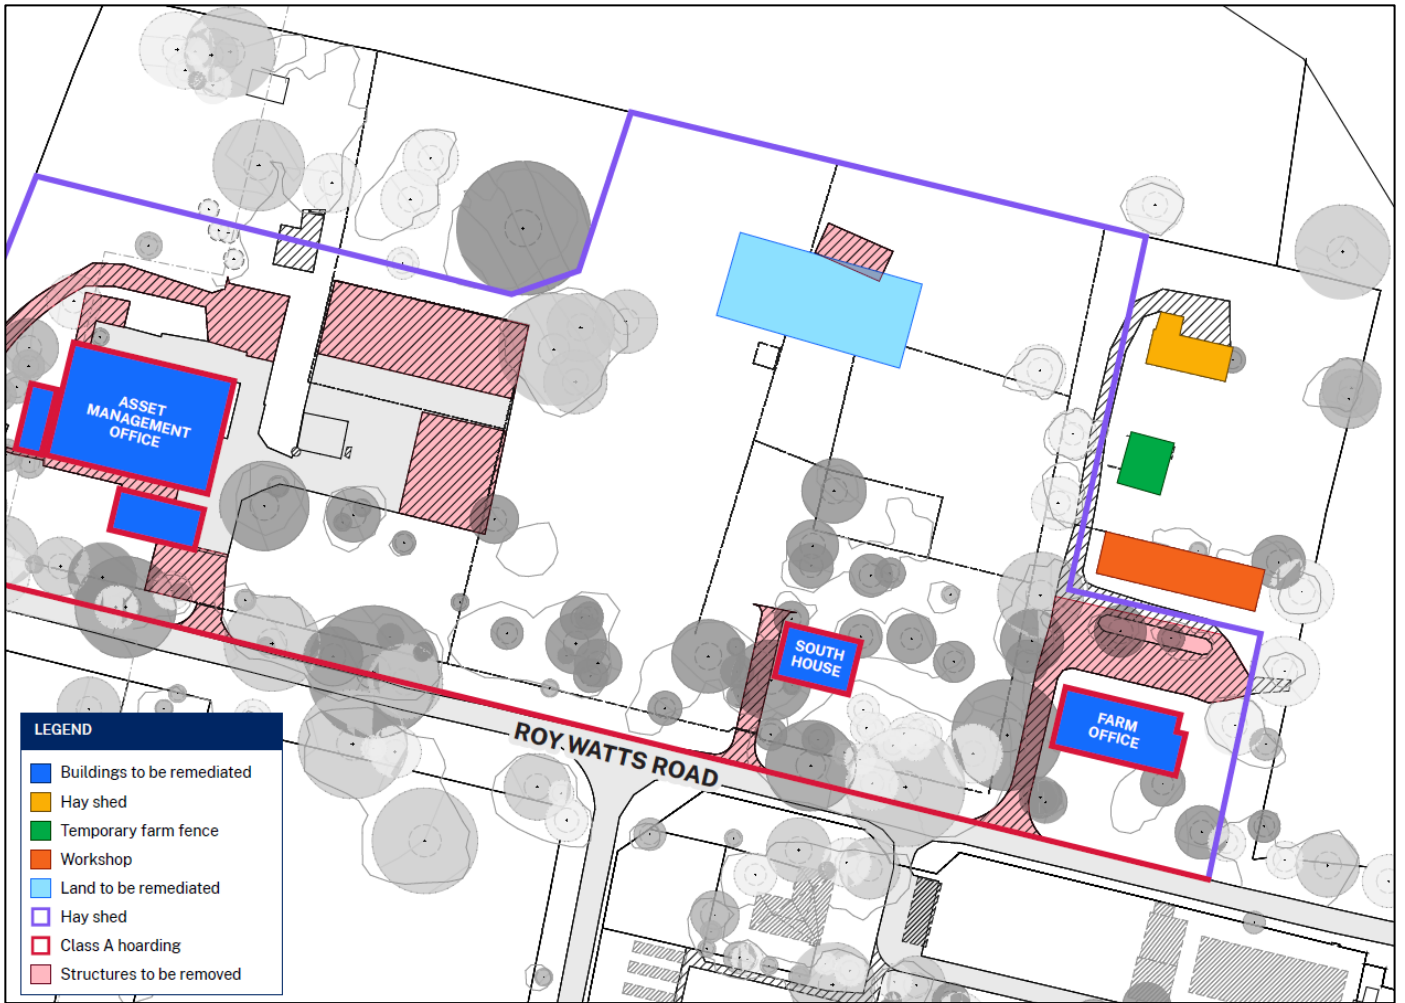 ASSET
MANAGEMENT
OFFICE
SOUTH
HOUSE
FARM
OFFICE
ROY WATTS ROAD
LEGEND
Buildings to be remediated
Hay shed
Temporary farm fence
Workshop
Land to be remediated
Hay shed
Class A hoarding
Structures to be removed